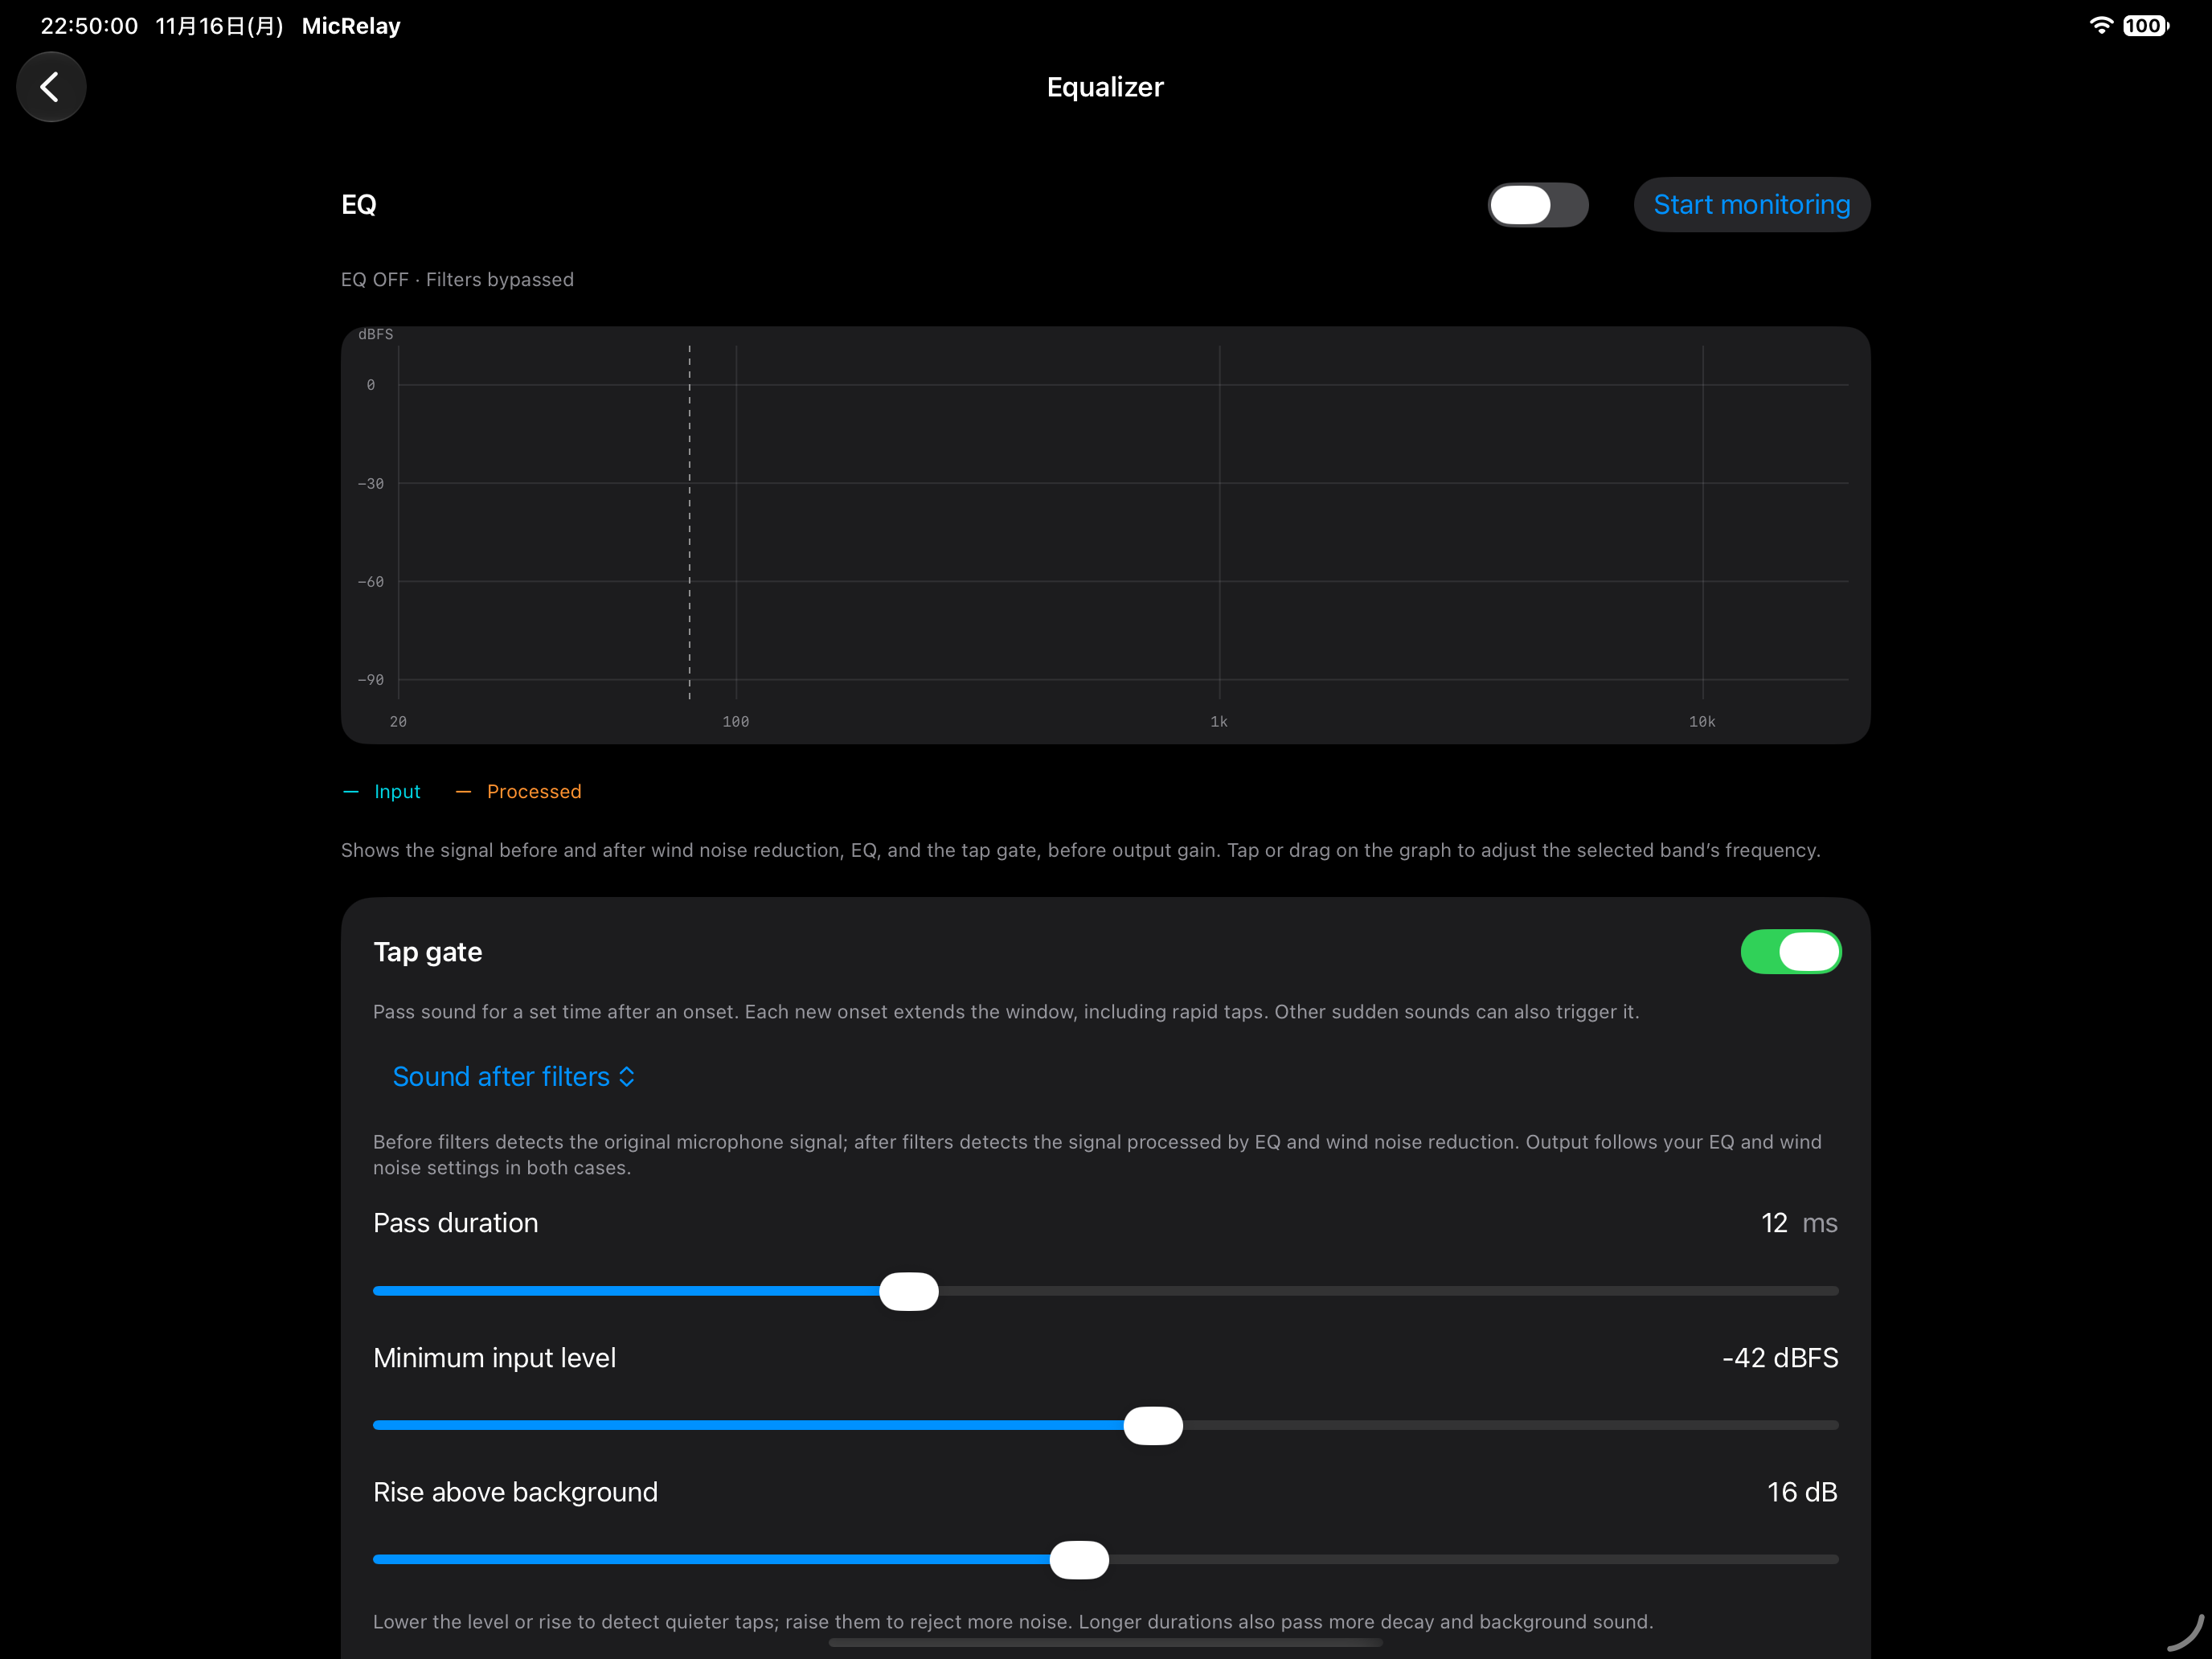 22:50:00 11月16日(月) MicRelay
100
Equalizer
EQ
Start monitoring
EQ OFF · Filters bypassed
dBFS
0
−30
−60
−90
20 100 1k 10k
Input Processed
Shows the signal before and after wind noise reduction, EQ, and the tap gate, before output gain. Tap or drag on the graph to adjust the selected band’s frequency.
Tap gate
Pass sound for a set time after an onset. Each new onset extends the window, including rapid taps. Other sudden sounds can also trigger it.
Sound after filters
Before filters detects the original microphone signal; after filters detects the signal processed by EQ and wind noise reduction. Output follows your EQ and wind
noise settings in both cases.
Pass duration 12 ms
Minimum input level -42 dBFS
Rise above background 16 dB
Lower the level or rise to detect quieter taps; raise them to reject more noise. Longer durations also pass more decay and background sound.